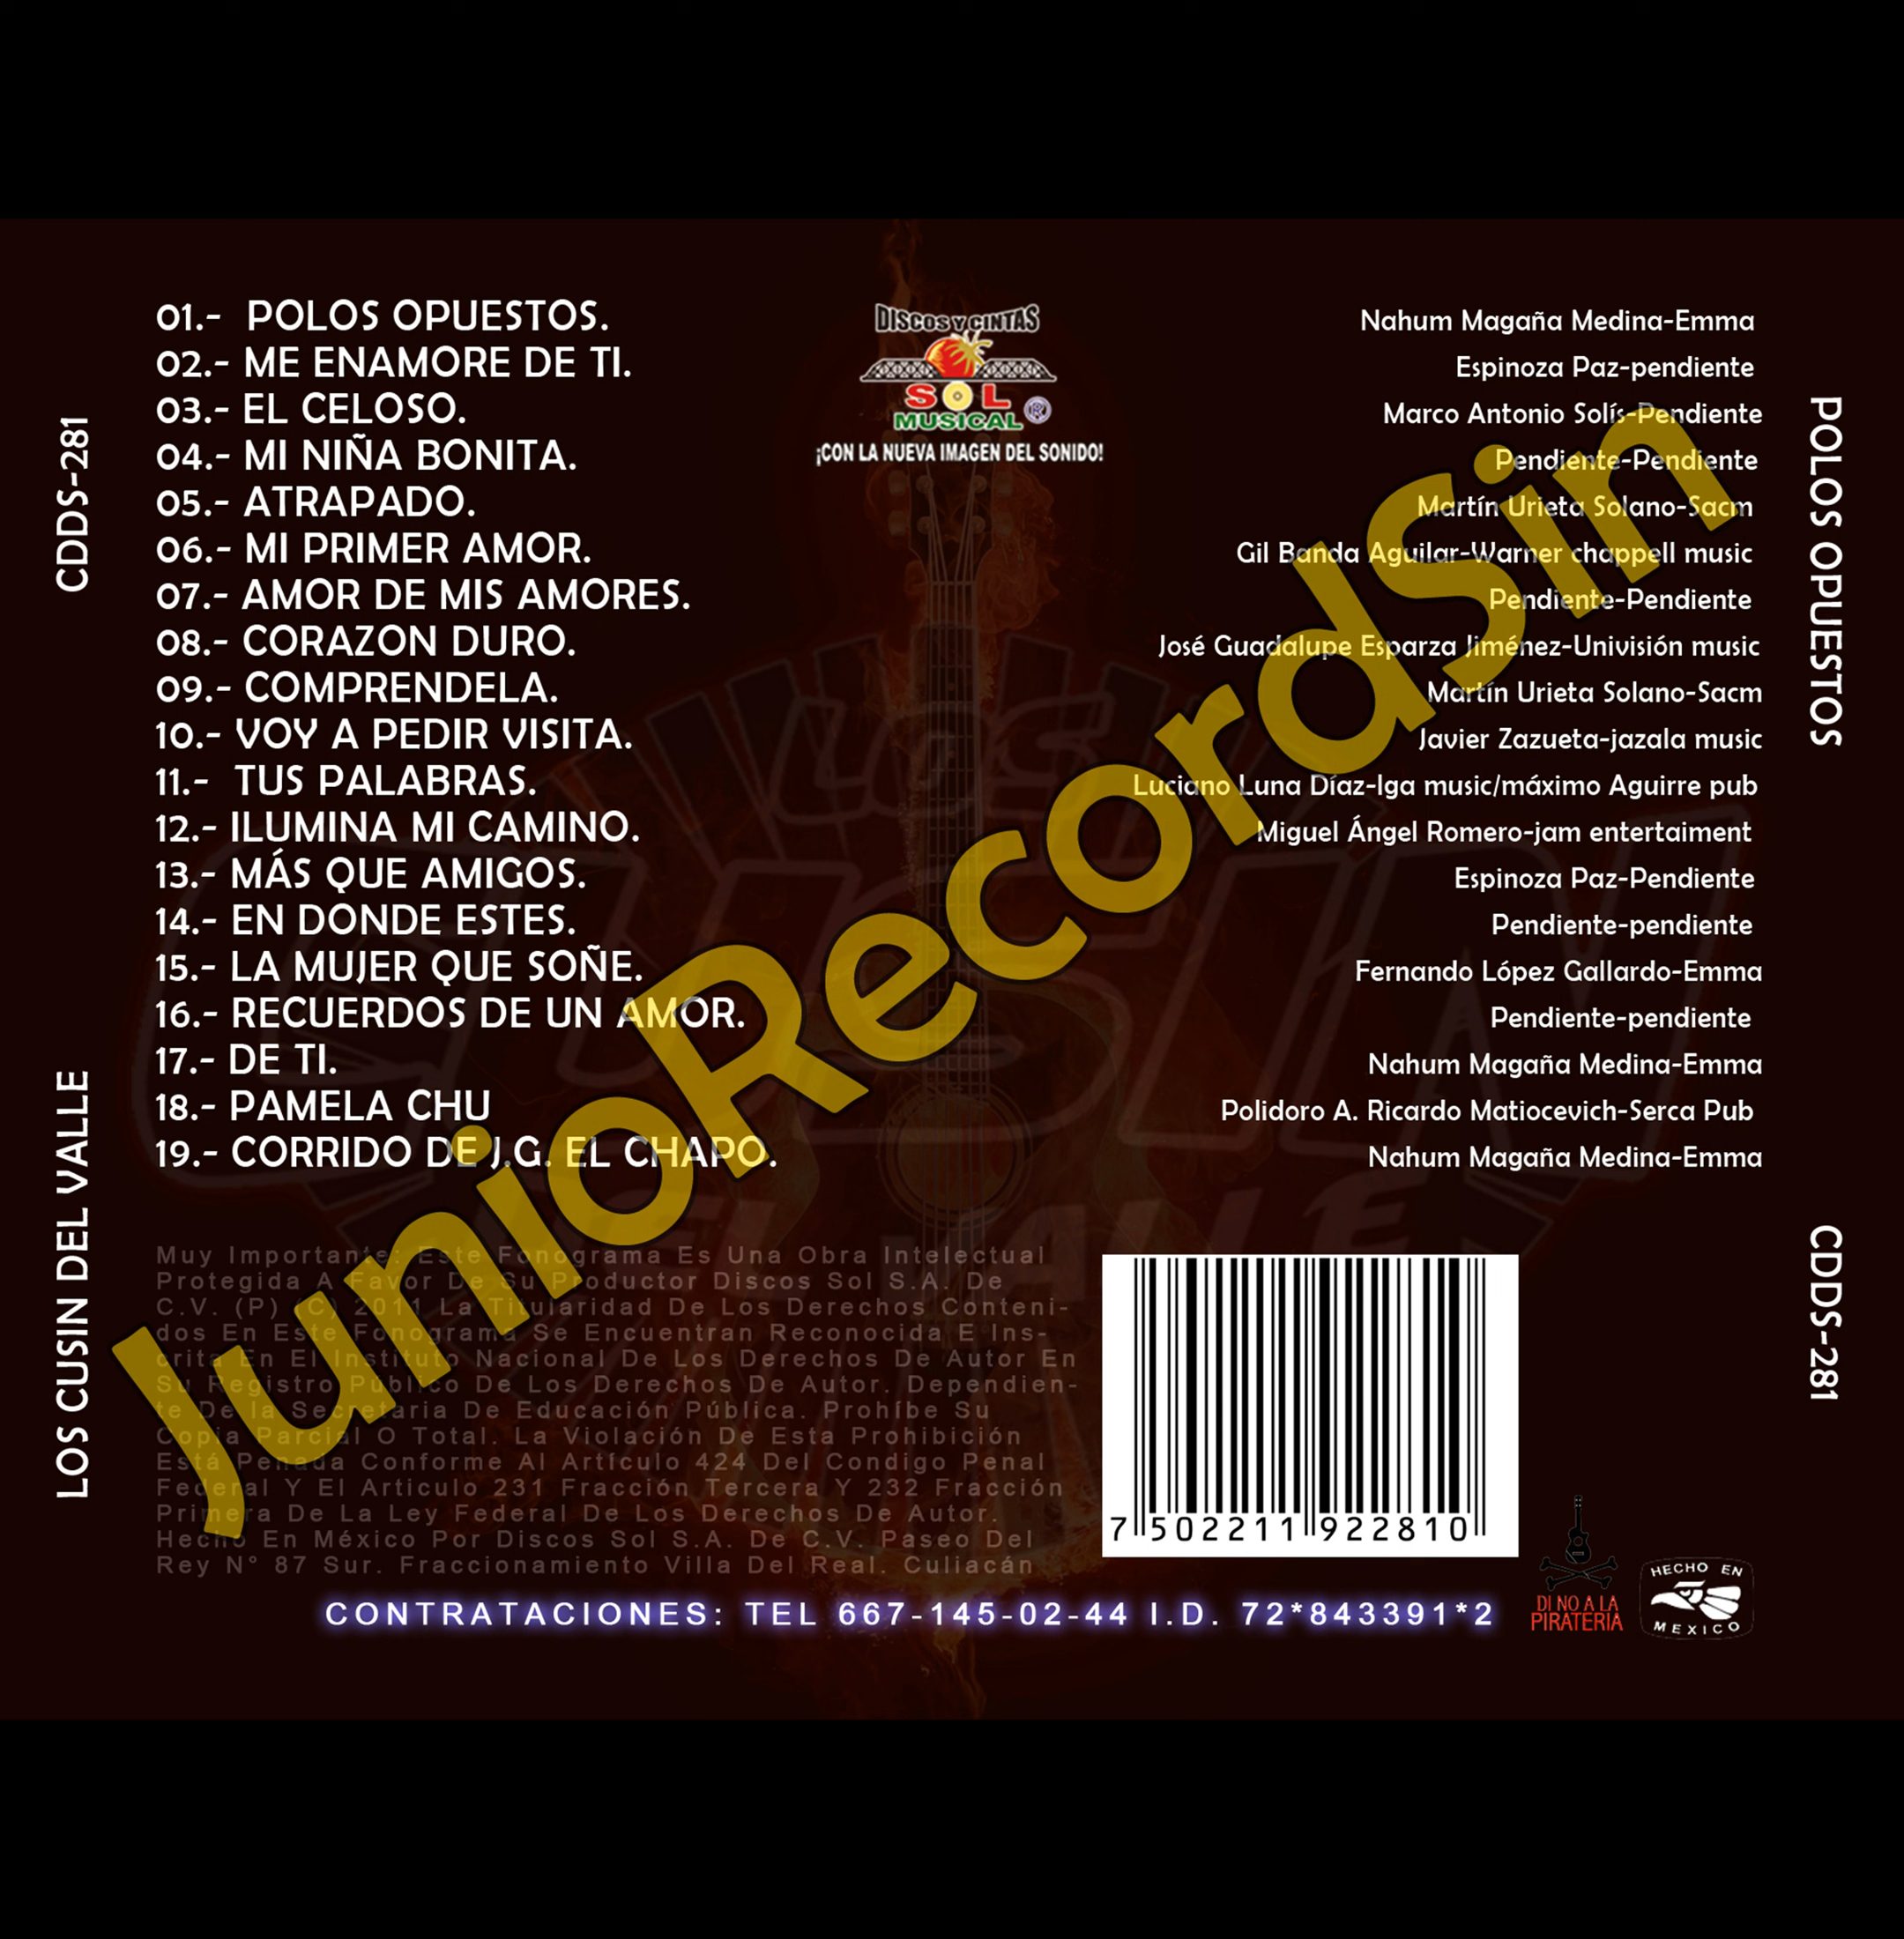 01.- POLOS OPUESTOS.
02.- ME ENAMORE DE TI.
03.- EL CELOSO.
04.- MI NIÑA BONITA.
05.- ATRAPADO.
06.- MI PRIMER AMOR.
07.- AMOR DE MIS AMORES.
08.- CORAZON DURO.
09.- COMPRENDELA.
10.- VOY A PEDIR VISITA.
11.- TUS PALABRAS.
12.- ILUMINA MI CAMINO.
13.- MÁS QUE AMIGOS.
14.- EN DONDE ESTES.
15.- LA MUJER QUE SOÑE.
16.- RECUERDOS DE UN AMOR.
17.- DE TI.
18.- PAMELA CHU
19.- CORRIDO DE J.G. EL CHAPO.
DISCOS Y CINTAS
SOL
MUSICAL ®
¡CON LA NUEVA IMAGEN DEL SONIDO!
Nahum Magaña Medina-Emma
Espinoza Paz-pendiente
Marco Antonio Solís-Pendiente
Pendiente-Pendiente
Martín Urieta Solano-Sacm
Gil Banda Aguilar-Warner chappell music
Pendiente-Pendiente
José Guadalupe Esparza Jiménez-Univisión music
Martín Urieta Solano-Sacm
Javier Zazueta-jazala music
Luciano Luna Díaz-lga music/máximo Aguirre pub
Miguel Ángel Romero-jam entertaiment
Espinoza Paz-Pendiente
Pendiente-pendiente
Fernando López Gallardo-Emma
Pendiente-pendiente
Nahum Magaña Medina-Emma
Polidoro A. Ricardo Matiocevich-Serca Pub
Nahum Magaña Medina-Emma
CDDS-281
LOS CUSIN DEL VALLE
POLOS OPUESTOS
CDDS-281
JunioRecordSin
LOS
CUSIN
DEL VALLE
Muy Importante: Este Fonograma Es Una Obra Intelectual
Protegida A Favor De Su Productor Discos Sol S.A. De
C.V. (P) (C) 2011 La Titularidad De Los Derechos Conteni-
dos En Este Fonograma Se Encuentran Reconocida E Ins-
crita En El Instituto Nacional De Los Derechos De Autor En
Su Registro Público De Los Derechos De Autor. Dependien-
te De la Secretaria De Educación Pública. Prohíbe Su
Copia Parcial O Total. La Violación De Esta Prohibición
Está Penada Conforme Al Artículo 424 Del Condigo Penal
Federal Y El Articulo 231 Fracción Tercera Y 232 Fracción
Primera De La Ley Federal De Los Derechos De Autor.
Hecho En México Por Discos Sol S.A. De C.V. Paseo Del
Rey N° 87 Sur. Fraccionamiento Villa Del Real. Culiacán
7 502211 922810
CONTRATACIONES: TEL 667-145-02-44 I.D. 72*843391*2
DI NO A LA
PIRATERIA
HECHO EN
MEXICO